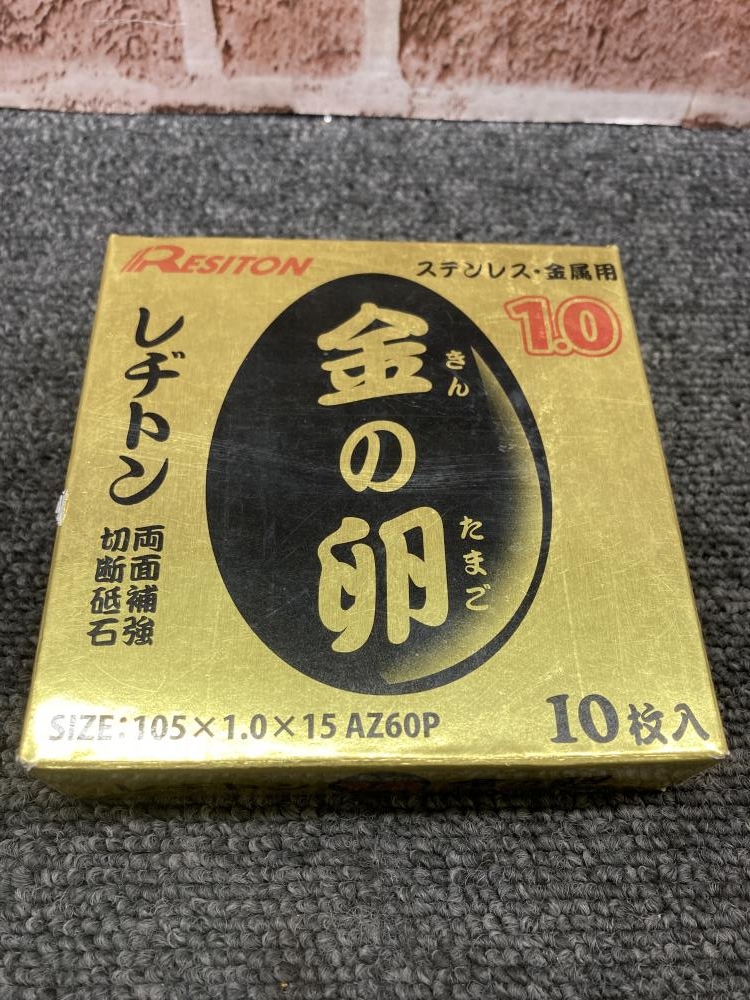 RESITON
ステンレス・金属用
1.0
レヂトン
両面補強
切断砥石
金の卵
きん
たまご
SIZE:105×1.0×15 AZ60P
10枚入